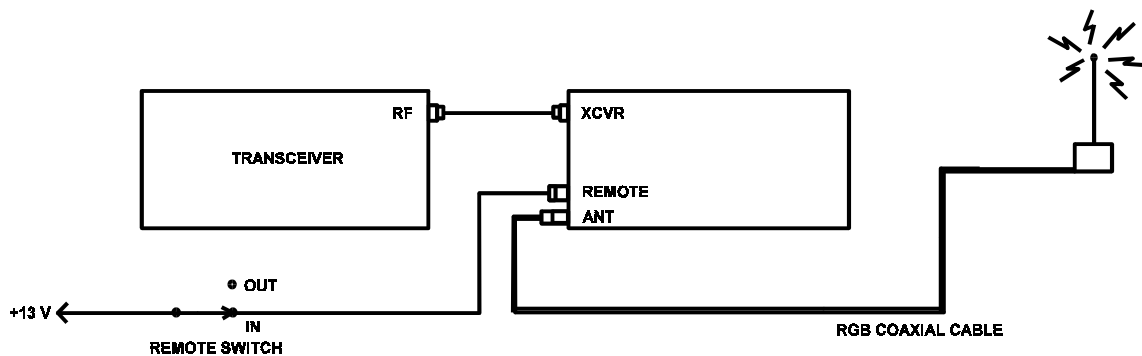 RF
XCVR
TRANSCEIVER
REMOTE
ANT
OUT
+13 V
IN
REMOTE SWITCH
RGB COAXIAL CABLE